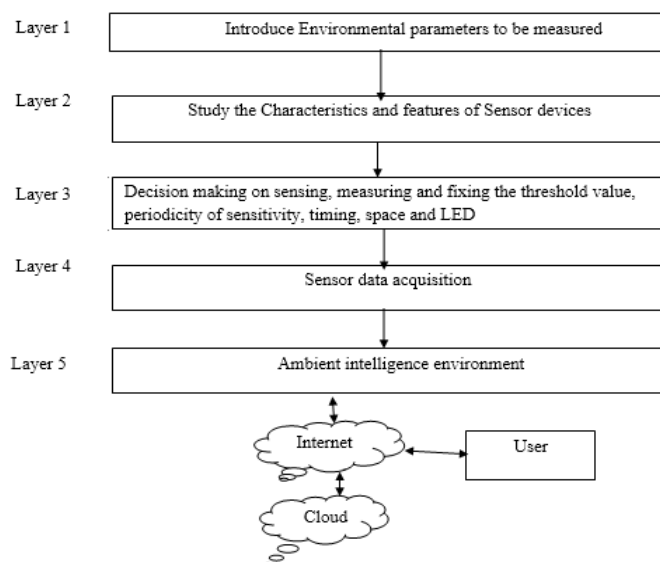 Layer 1
Introduce Environmental parameters to be measured
Layer 2
Study the Characteristics and features of Sensor devices
Layer 3
Decision making on sensing, measuring and fixing the threshold value,
periodicity of sensitivity, timing, space and LED
Layer 4
Sensor data acquisition
Layer 5
Ambient intelligence environment
Internet
User
Cloud